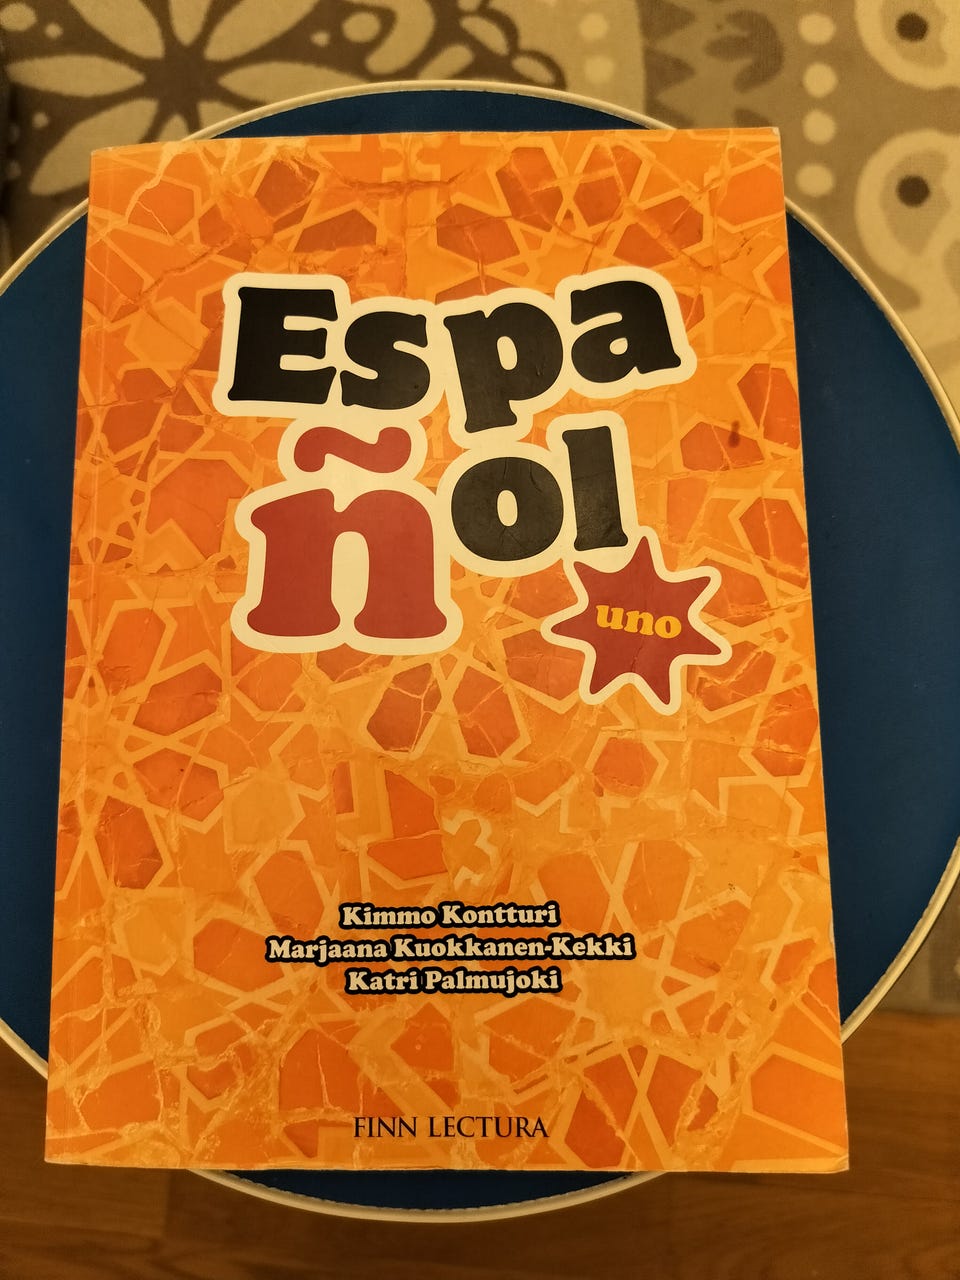 Espa
ñol
uno
Kimmo Kontturi
Marjaana Kuokkanen-Kekki
Katri Palmujoki
FINN LECTURA